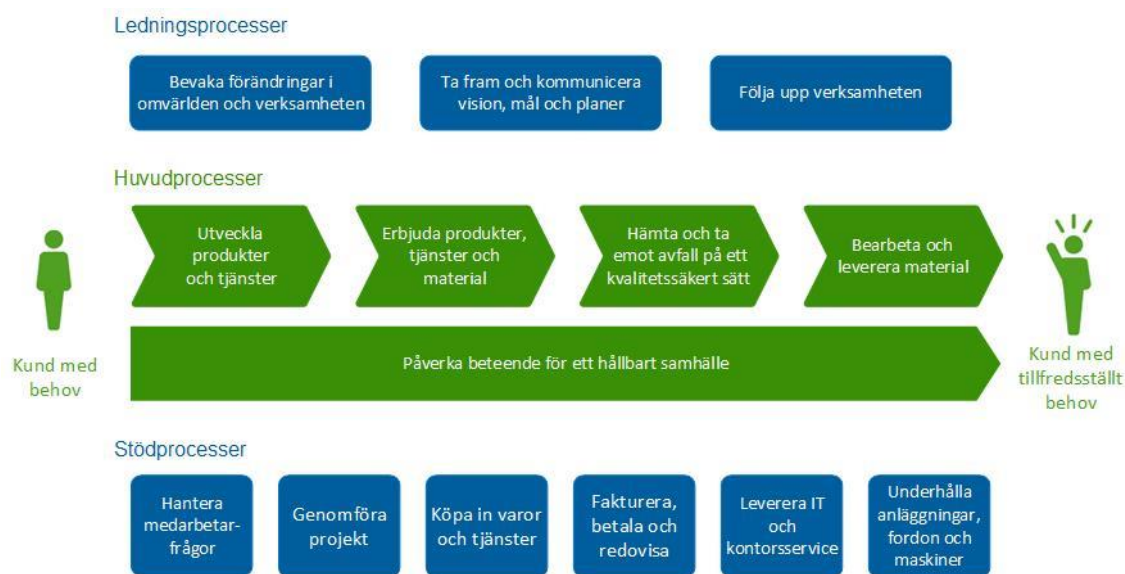 Ledningsprocesser
Bevaka förändringar i
omvärlden och verksamheten
Ta fram och kommunicera
vision, mål och planer
Följa upp verksamheten
Huvudprocesser
Utveckla
produkter
och tjänster
Erbjuda produkter,
tjänster och
material
Hämta och ta
emot avfall på ett
kvalitetssäkert sätt
Bearbeta och
leverera material
Kund med
behov
Påverka beteende för ett hållbart samhälle
Kund med
tillfredsställt
behov
Stödprocesser
Hantera
medarbetar-
frågor
Genomföra
projekt
Köpa in varor
och tjänster
Fakturera,
betala och
redovisa
Leverera IT
och
kontorsservice
Underhålla
anläggningar,
fordon och
maskiner